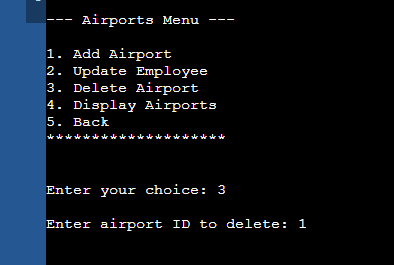 --- Airports Menu ---
1. Add Airport
2. Update Employee
3. Delete Airport
4. Display Airports
5. Back
********************
Enter your choice: 3
Enter airport ID to delete: 1